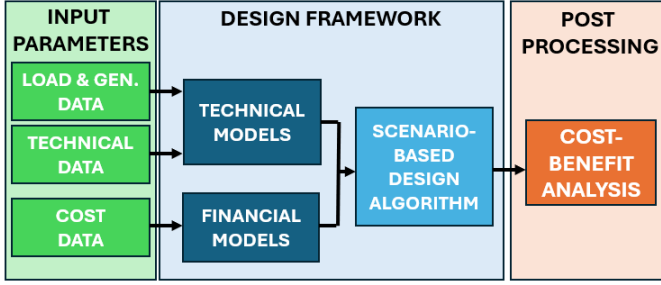 INPUT
PARAMETERS
LOAD & GEN.
DATA
TECHNICAL
DATA
COST
DATA
DESIGN FRAMEWORK
TECHNICAL
MODELS
FINANCIAL
MODELS
SCENARIO-
BASED
DESIGN
ALGORITHM
POST
PROCESSING
COST-
BENEFIT
ANALYSIS